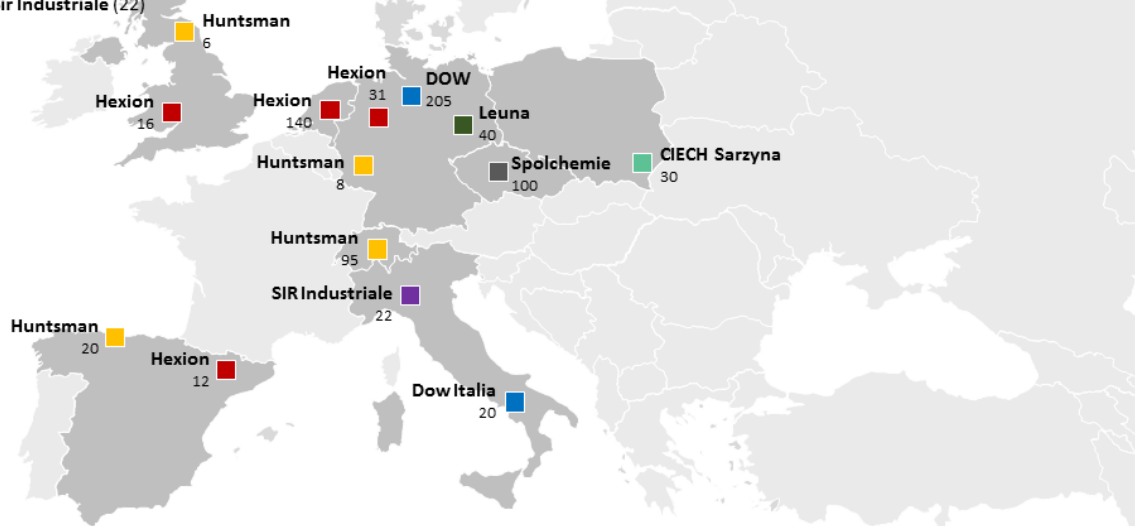 ir Industriale (22)
Huntsman
6
Hexion
31
DOW
205
Hexion
16
Hexion
140
Leuna
40
Huntsman
8
Spolchemie
100
CIECH Sarzyna
30
Huntsman
95
SIR Industriale
22
Huntsman
20
Hexion
12
Dow Italia
20